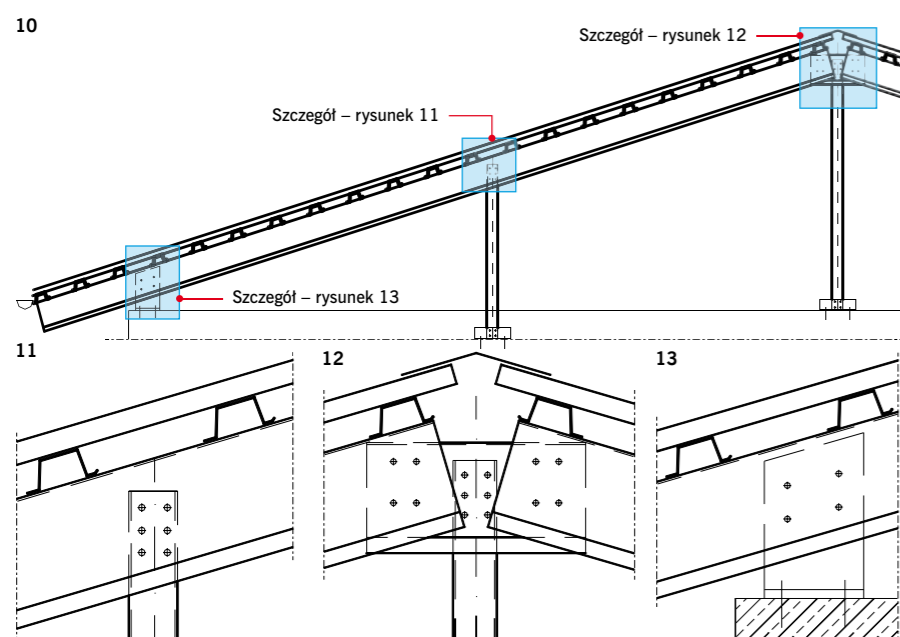 10
Szczegół – rysunek 12
Szczegół – rysunek 11
Szczegół – rysunek 13
11
12
13